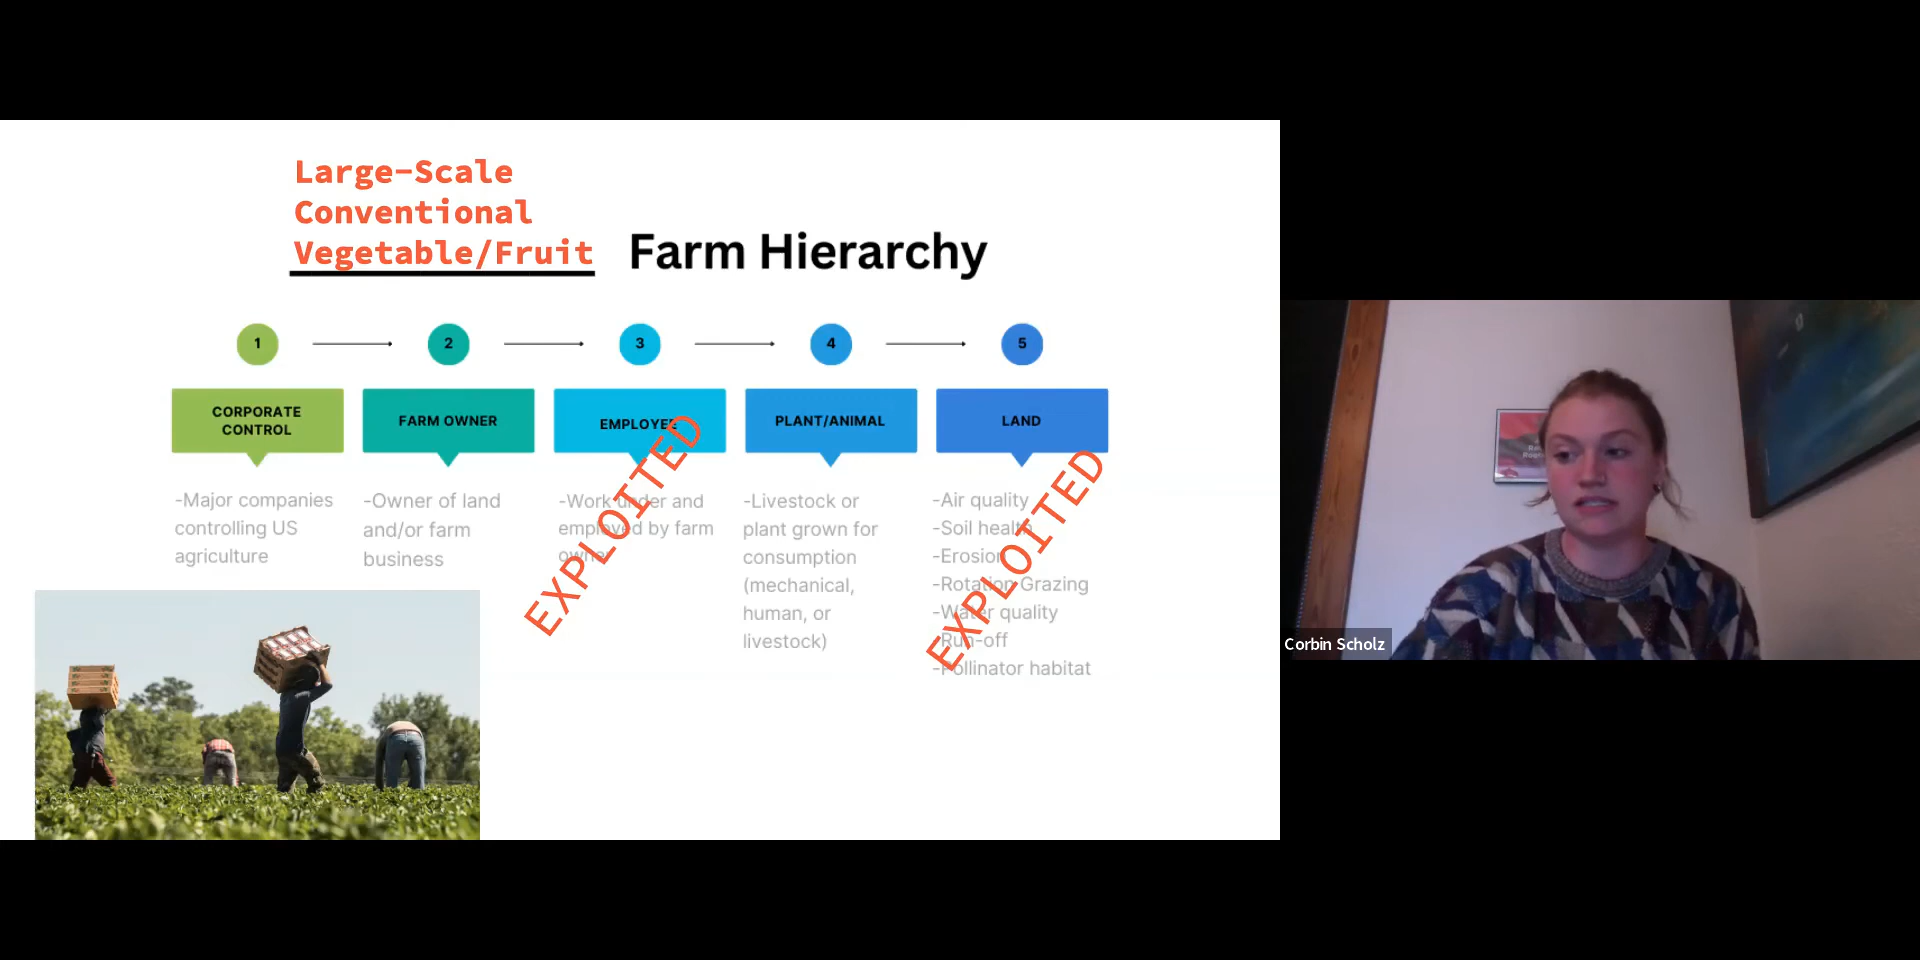 Large-Scale
Conventional
Vegetable/Fruit
Farm Hierarchy
1
2
3
4
5
CORPORATE
CONTROL
FARM OWNER
EMPLOYEE
PLANT/ANIMAL
LAND
-Major companies
controlling US
agriculture
-Owner of land
and/or farm
business
-Work under and
employed by farm
owner
EXPLOITED
-Livestock or
plant grown for
consumption
(mechanical,
human, or
livestock)
-Air quality
-Soil health
-Erosion
-Rotation Grazing
-Water quality
-Run-off
-Pollinator habitat
EXPLOITED
Corbin Scholz